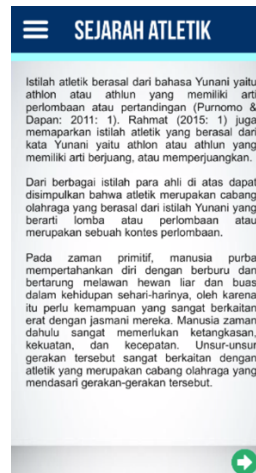 SEJARAH ATLETIK
Istilah atletik berasal dari bahasa Yunani yaitu
athlon atau athlun yang memiliki arti
perlombaan atau pertandingan (Purnomo &
Dapan: 2011: 1). Rahmat (2015: 1) juga
memaparkan istilah atletik yang berasal dari
kata Yunani yaitu athlon atau athlun yang
memiliki arti berjuang, atau memperjuangkan.
Dari berbagai istilah para ahli di atas dapat
disimpulkan bahwa atletik merupakan cabang
olahraga yang berasal dari istilah Yunani yang
berarti lomba atau perlombaan atau
merupakan sebuah kontes perlombaan.
Pada zaman primitif, manusia purba
mempertahankan diri dengan berburu dan
bertarung melawan hewan liar dan buas
dalam kehidupan sehari-harinya, oleh karena
itu perlu kemampuan yang sangat berkaitan
erat dengan jasmani mereka. Manusia zaman
dahulu sangat memerlukan ketangkasan,
kekuatan, dan kecepatan. Unsur-unsur
gerakan tersebut sangat berkaitan dengan
atletik yang merupakan cabang olahraga yang
mendasari gerakan-gerakan tersebut.